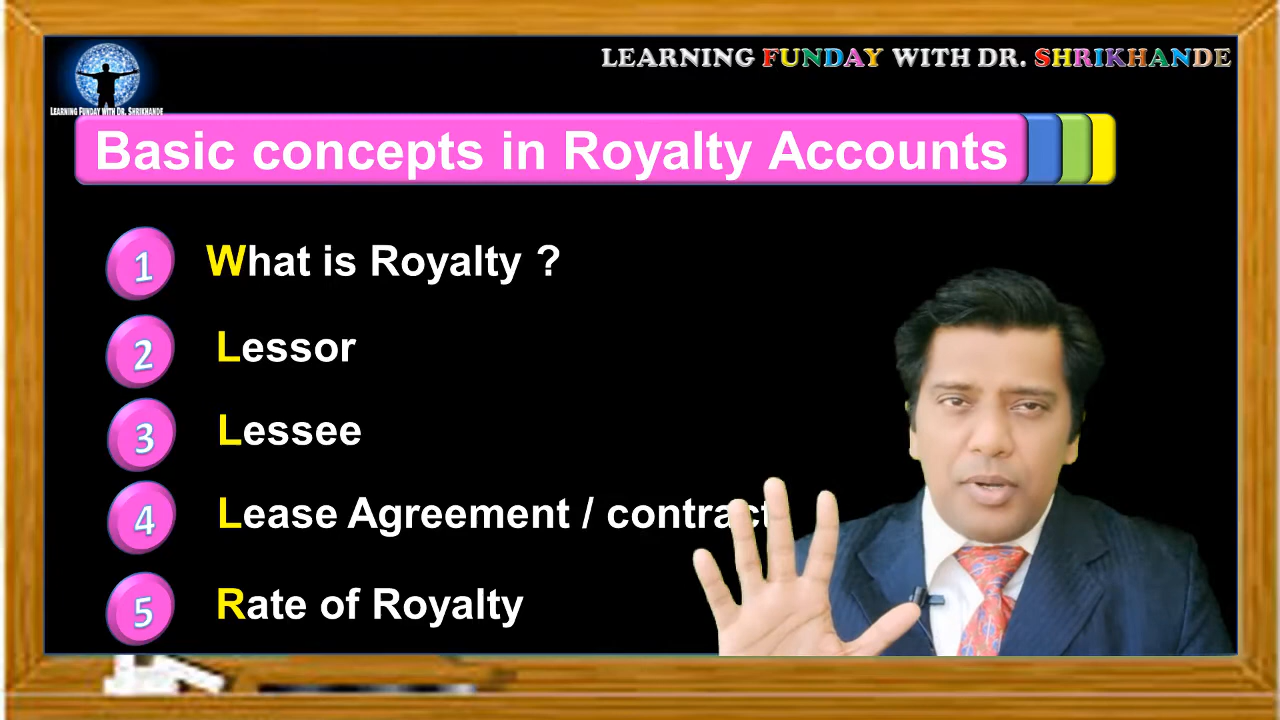 LEARNING FUNDAY WITH DR. SHRIKHANDE
LEARNING FUNDAY WITH DR. SHRIKHANDE
Basic concepts in Royalty Accounts
1 What is Royalty ?
2 Lessor
3 Lessee
4 Lease Agreement / contract
5 Rate of Royalty